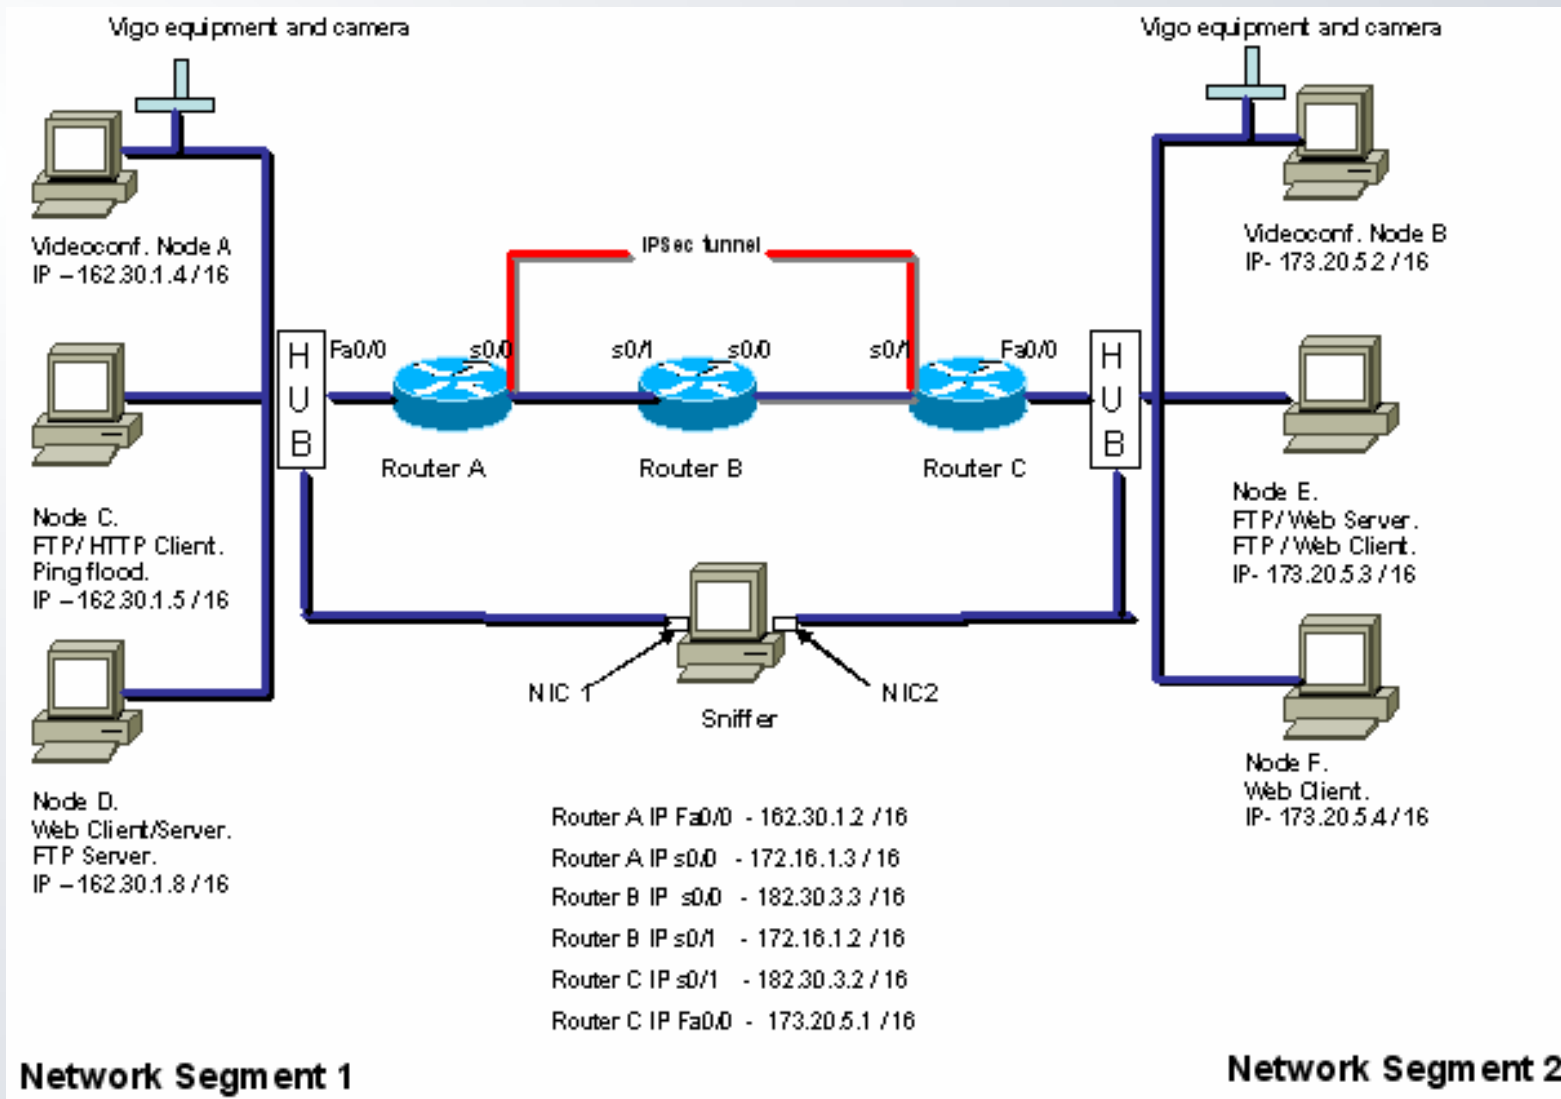 Vigo equipment and camera
Vigo equipment and camera
Videoconf. Node A
IP – 162.30.1.4 / 16
Videoconf. Node B
IP- 173.20.5.2 / 16
IPSec tunnel
HUB
Fa0/0
s0/0
s0/1
s0/0
s0/1
Fa0/0
HUB
Router A
Router B
Router C
Node C.
FTP/ HTTP Client.
Ping flood.
IP – 162.30.1.5 / 16
Node E.
FTP/ Web Server.
FTP / Web Client.
IP- 173.20.5.3 / 16
NIC 1
NIC2
Sniffer
Node D.
Web Client/Server.
FTP Server.
IP – 162.30.1.8 / 16
Node F.
Web Client.
IP- 173.20.5.4 / 16
Router A IP Fa0/0 - 162.30.1.2 / 16
Router A IP s0/0 - 172.16.1.3 / 16
Router B IP s0/0 - 182.30.3.3 / 16
Router B IP s0/1 - 172.16.1.2 / 16
Router C IP s0/1 - 182.30.3.2 / 16
Router C IP Fa0/0 - 173.20.5.1 / 16
Network Segment 1
Network Segment 2